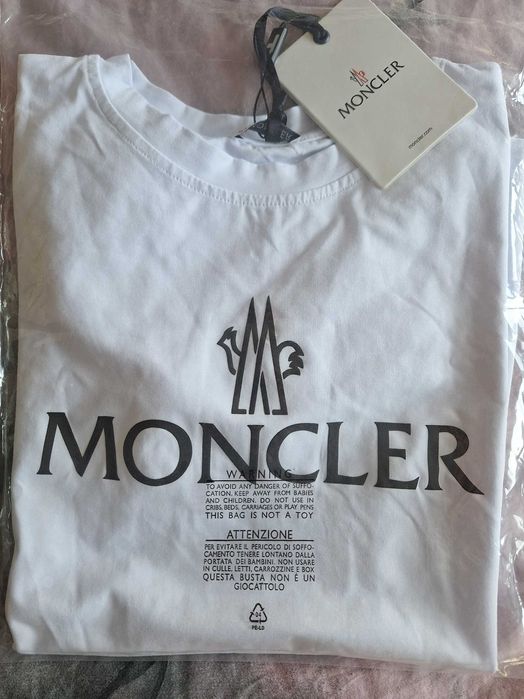 MONCLER
moncler.com
MONCLER
WARNING
TO AVOID ANY DANGER OF SUFFO-
CATION, KEEP AWAY FROM BABIES
AND CHILDREN. DO NOT USE IN
CRIBS, BEDS, CARRIAGES OR PLAY PENS
THIS BAG IS NOT A TOY
ATTENZIONE
PER EVITARE IL PERICOLO DI SOFFO-
CAMENTO TENERE LONTANO DALLA
PORTATA DEI BAMBINI. NON USARE
IN CULLE, LETTI, CARROZZINE E BOX
QUESTA BUSTA NON È UN
GIOCATTOLO
04
PE-LD